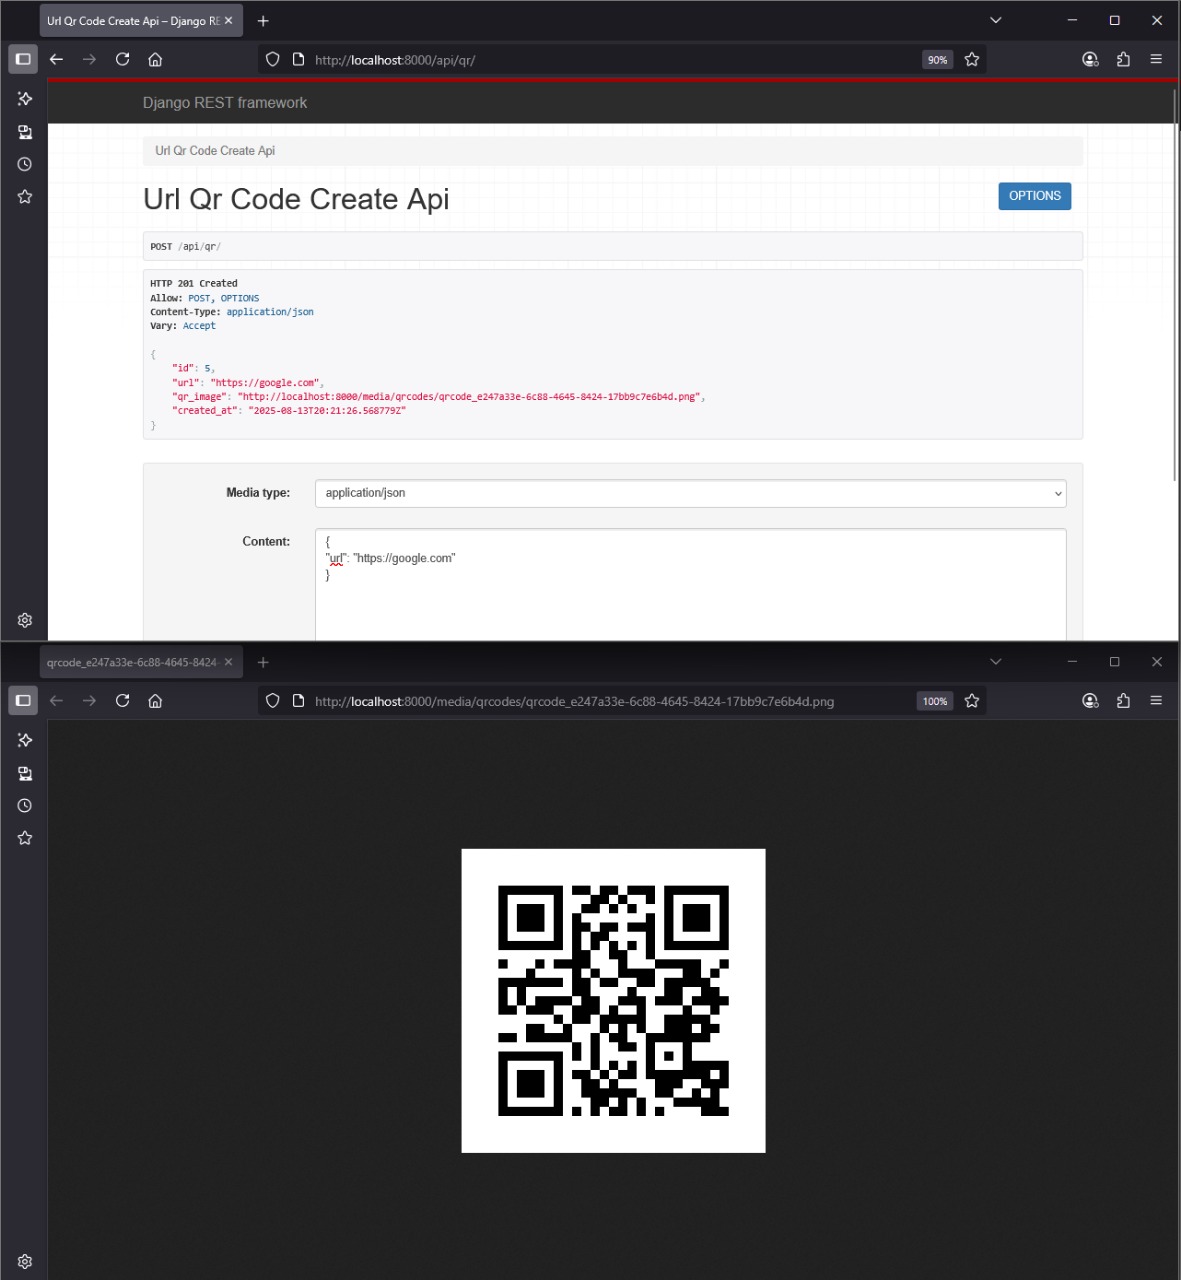 Url Qr Code Create Api – Django RE
http://localhost:8000/api/qr/
90%
Django REST framework
Url Qr Code Create Api
Url Qr Code Create Api
OPTIONS
POST /api/qr/
HTTP 201 Created
Allow: POST, OPTIONS
Content-Type: application/json
Vary: Accept
{
"id": 5,
"url": "https://google.com",
"qr_image": "http://localhost:8000/media/qrcodes/qrcode_e247a33e-6c88-4645-8424-17bb9c7e6b4d.png",
"created_at": "2025-08-13T20:21:26.568779Z"
}
Media type:
application/json
Content:
{
"url": "https://google.com"
}
qrcode_e247a33e-6c88-4645-8424-
http://localhost:8000/media/qrcodes/qrcode_e247a33e-6c88-4645-8424-17bb9c7e6b4d.png
100%